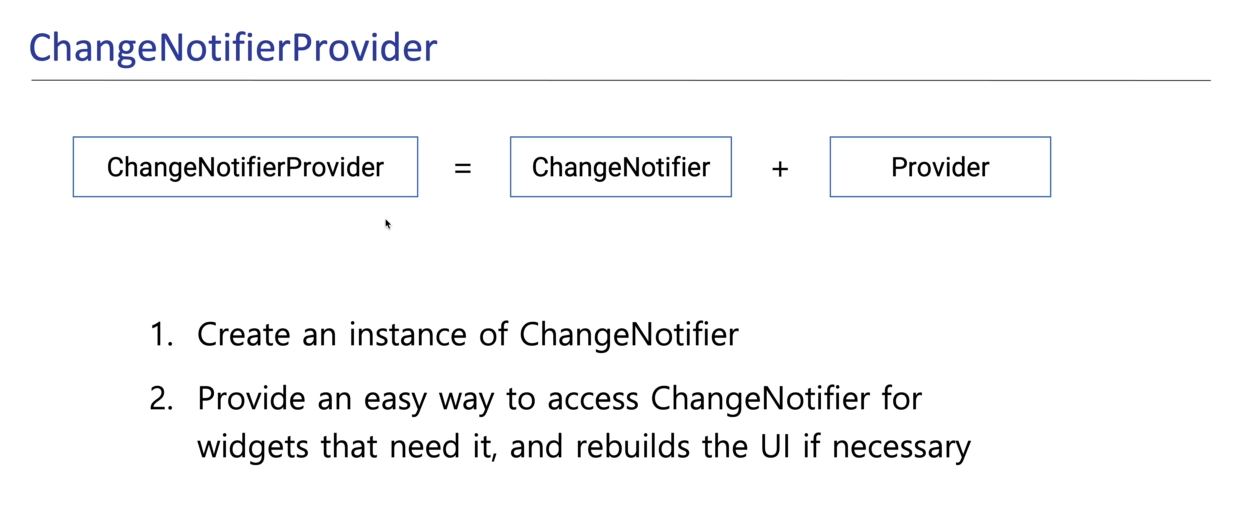 ChangeNotifierProvider
ChangeNotifierProvider = ChangeNotifier + Provider
1. Create an instance of ChangeNotifier
2. Provide an easy way to access ChangeNotifier for
widgets that need it, and rebuilds the UI if necessary